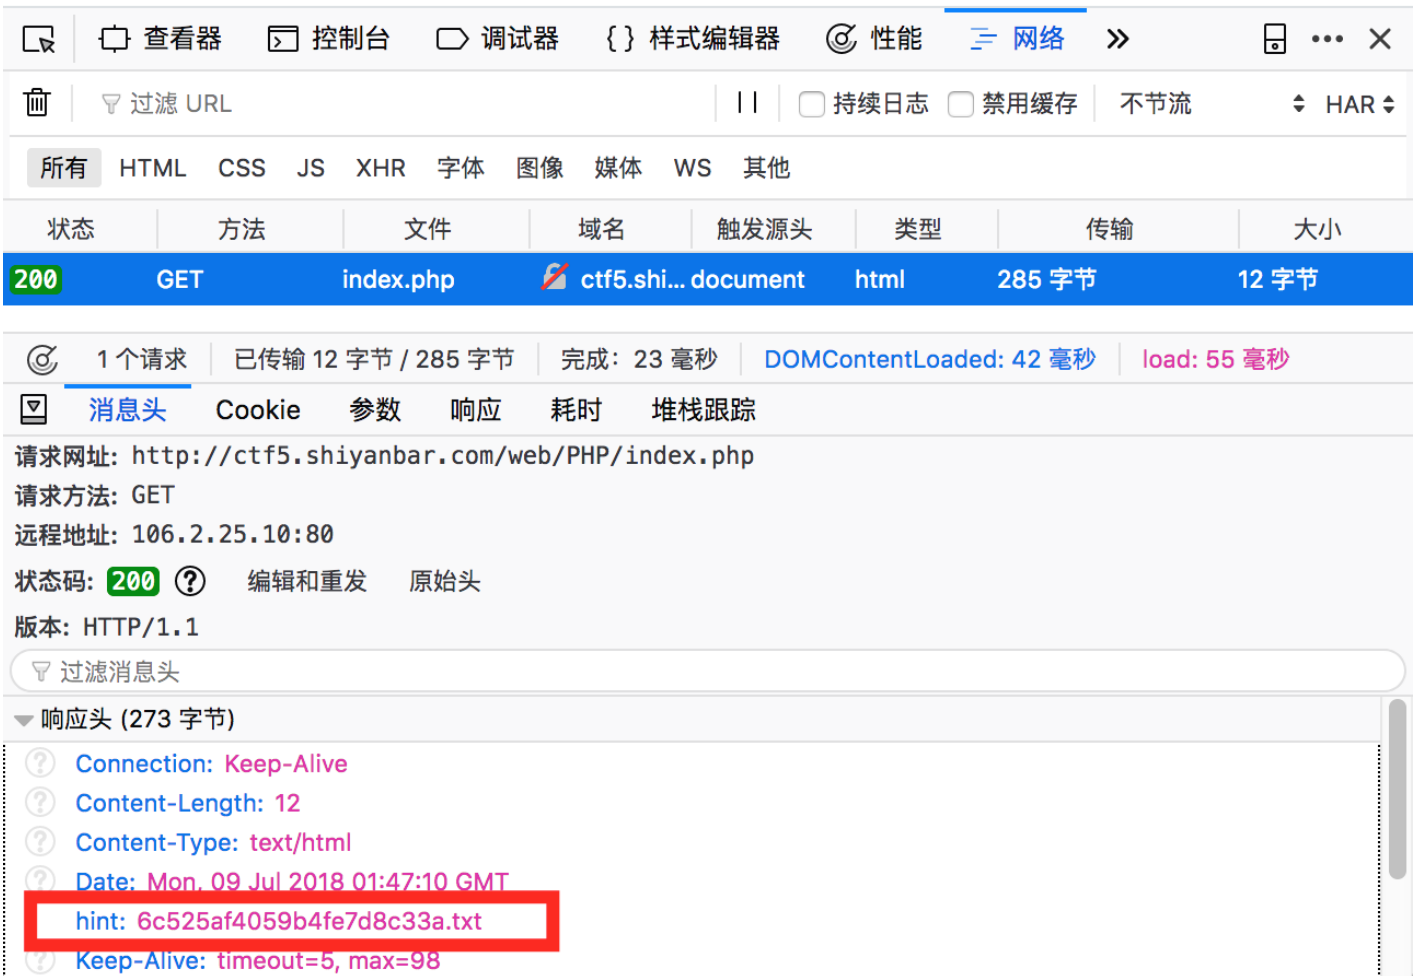 查看器 控制台 调试器 {} 样式编辑器 性能 网络
过滤 URL 持续日志 禁用缓存 不节流 HAR
所有 HTML CSS JS XHR 字体 图像 媒体 WS 其他
状态 方法 文件 域名 触发源头 类型 传输 大小
200 GET index.php ctf5.shi... document html 285 字节 12 字节
1 个请求 已传输 12 字节 / 285 字节 完成：23 毫秒 DOMContentLoaded: 42 毫秒 load: 55 毫秒
消息头 Cookie 参数 响应 耗时 堆栈跟踪
请求网址: http://ctf5.shiyanbar.com/web/PHP/index.php
请求方法: GET
远程地址: 106.2.25.10:80
状态码: 200 编辑和重发 原始头
版本: HTTP/1.1
过滤消息头
响应头 (273 字节)
Connection: Keep-Alive
Content-Length: 12
Content-Type: text/html
Date: Mon, 09 Jul 2018 01:47:10 GMT
hint: 6c525af4059b4fe7d8c33a.txt
Keep-Alive: timeout=5, max=98